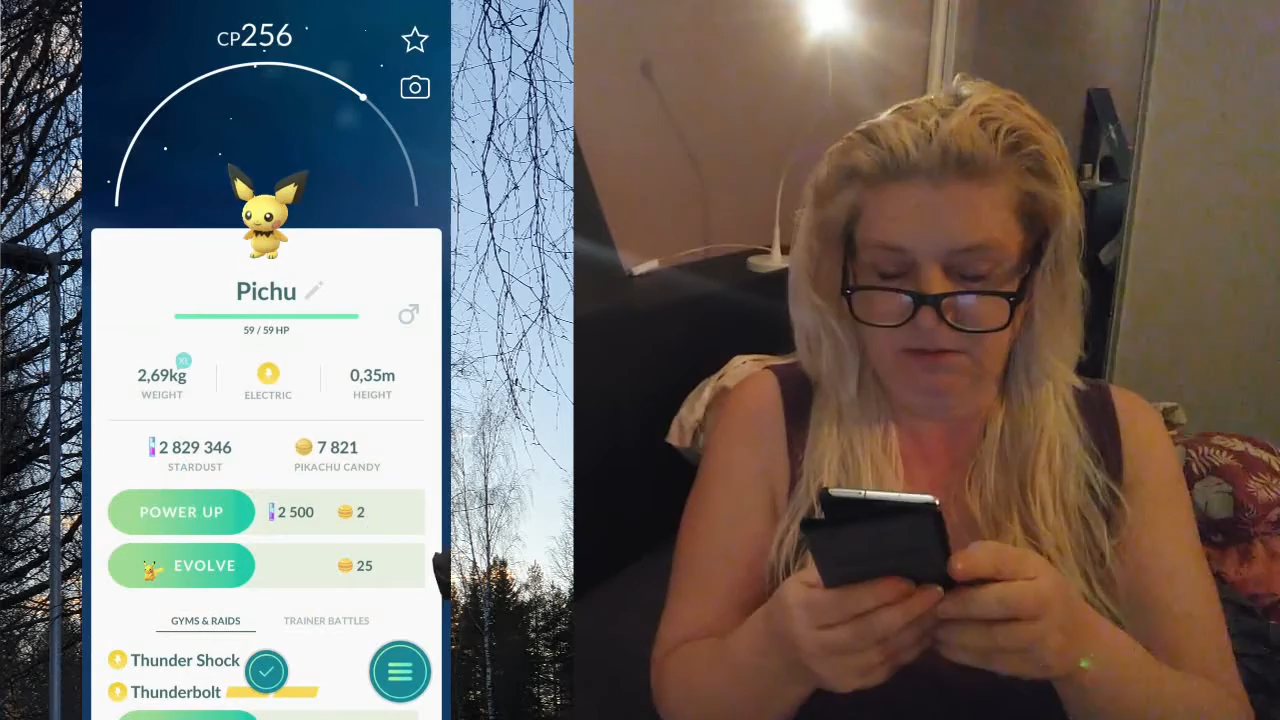 CP256
Pichu
59 / 59 HP
XL
2,69kg
WEIGHT
ELECTRIC
0,35m
HEIGHT
2 829 346
STARDUST
7 821
PIKACHU CANDY
POWER UP 2 500 2
EVOLVE 25
GYMS & RAIDS TRAINER BATTLES
Thunder Shock
Thunderbolt